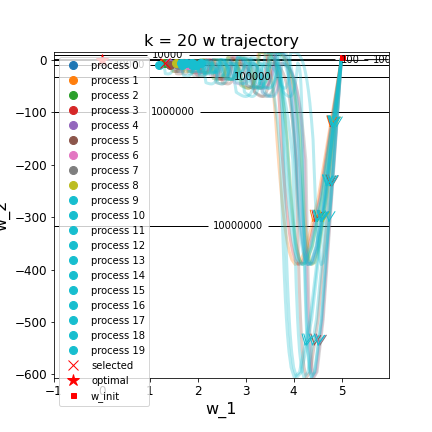 k = 20 w trajectory
0
−100
−200
−300
−400
−500
−600
w_2
10000
100
100000
1000000
10000000
process 0
process 1
process 2
process 3
process 4
process 5
process 6
process 7
process 8
process 9
process 10
process 11
process 12
process 13
process 14
process 15
process 16
process 17
process 18
process 19
selected
optimal
w_init
−1
0
1
2
3
4
5
w_1